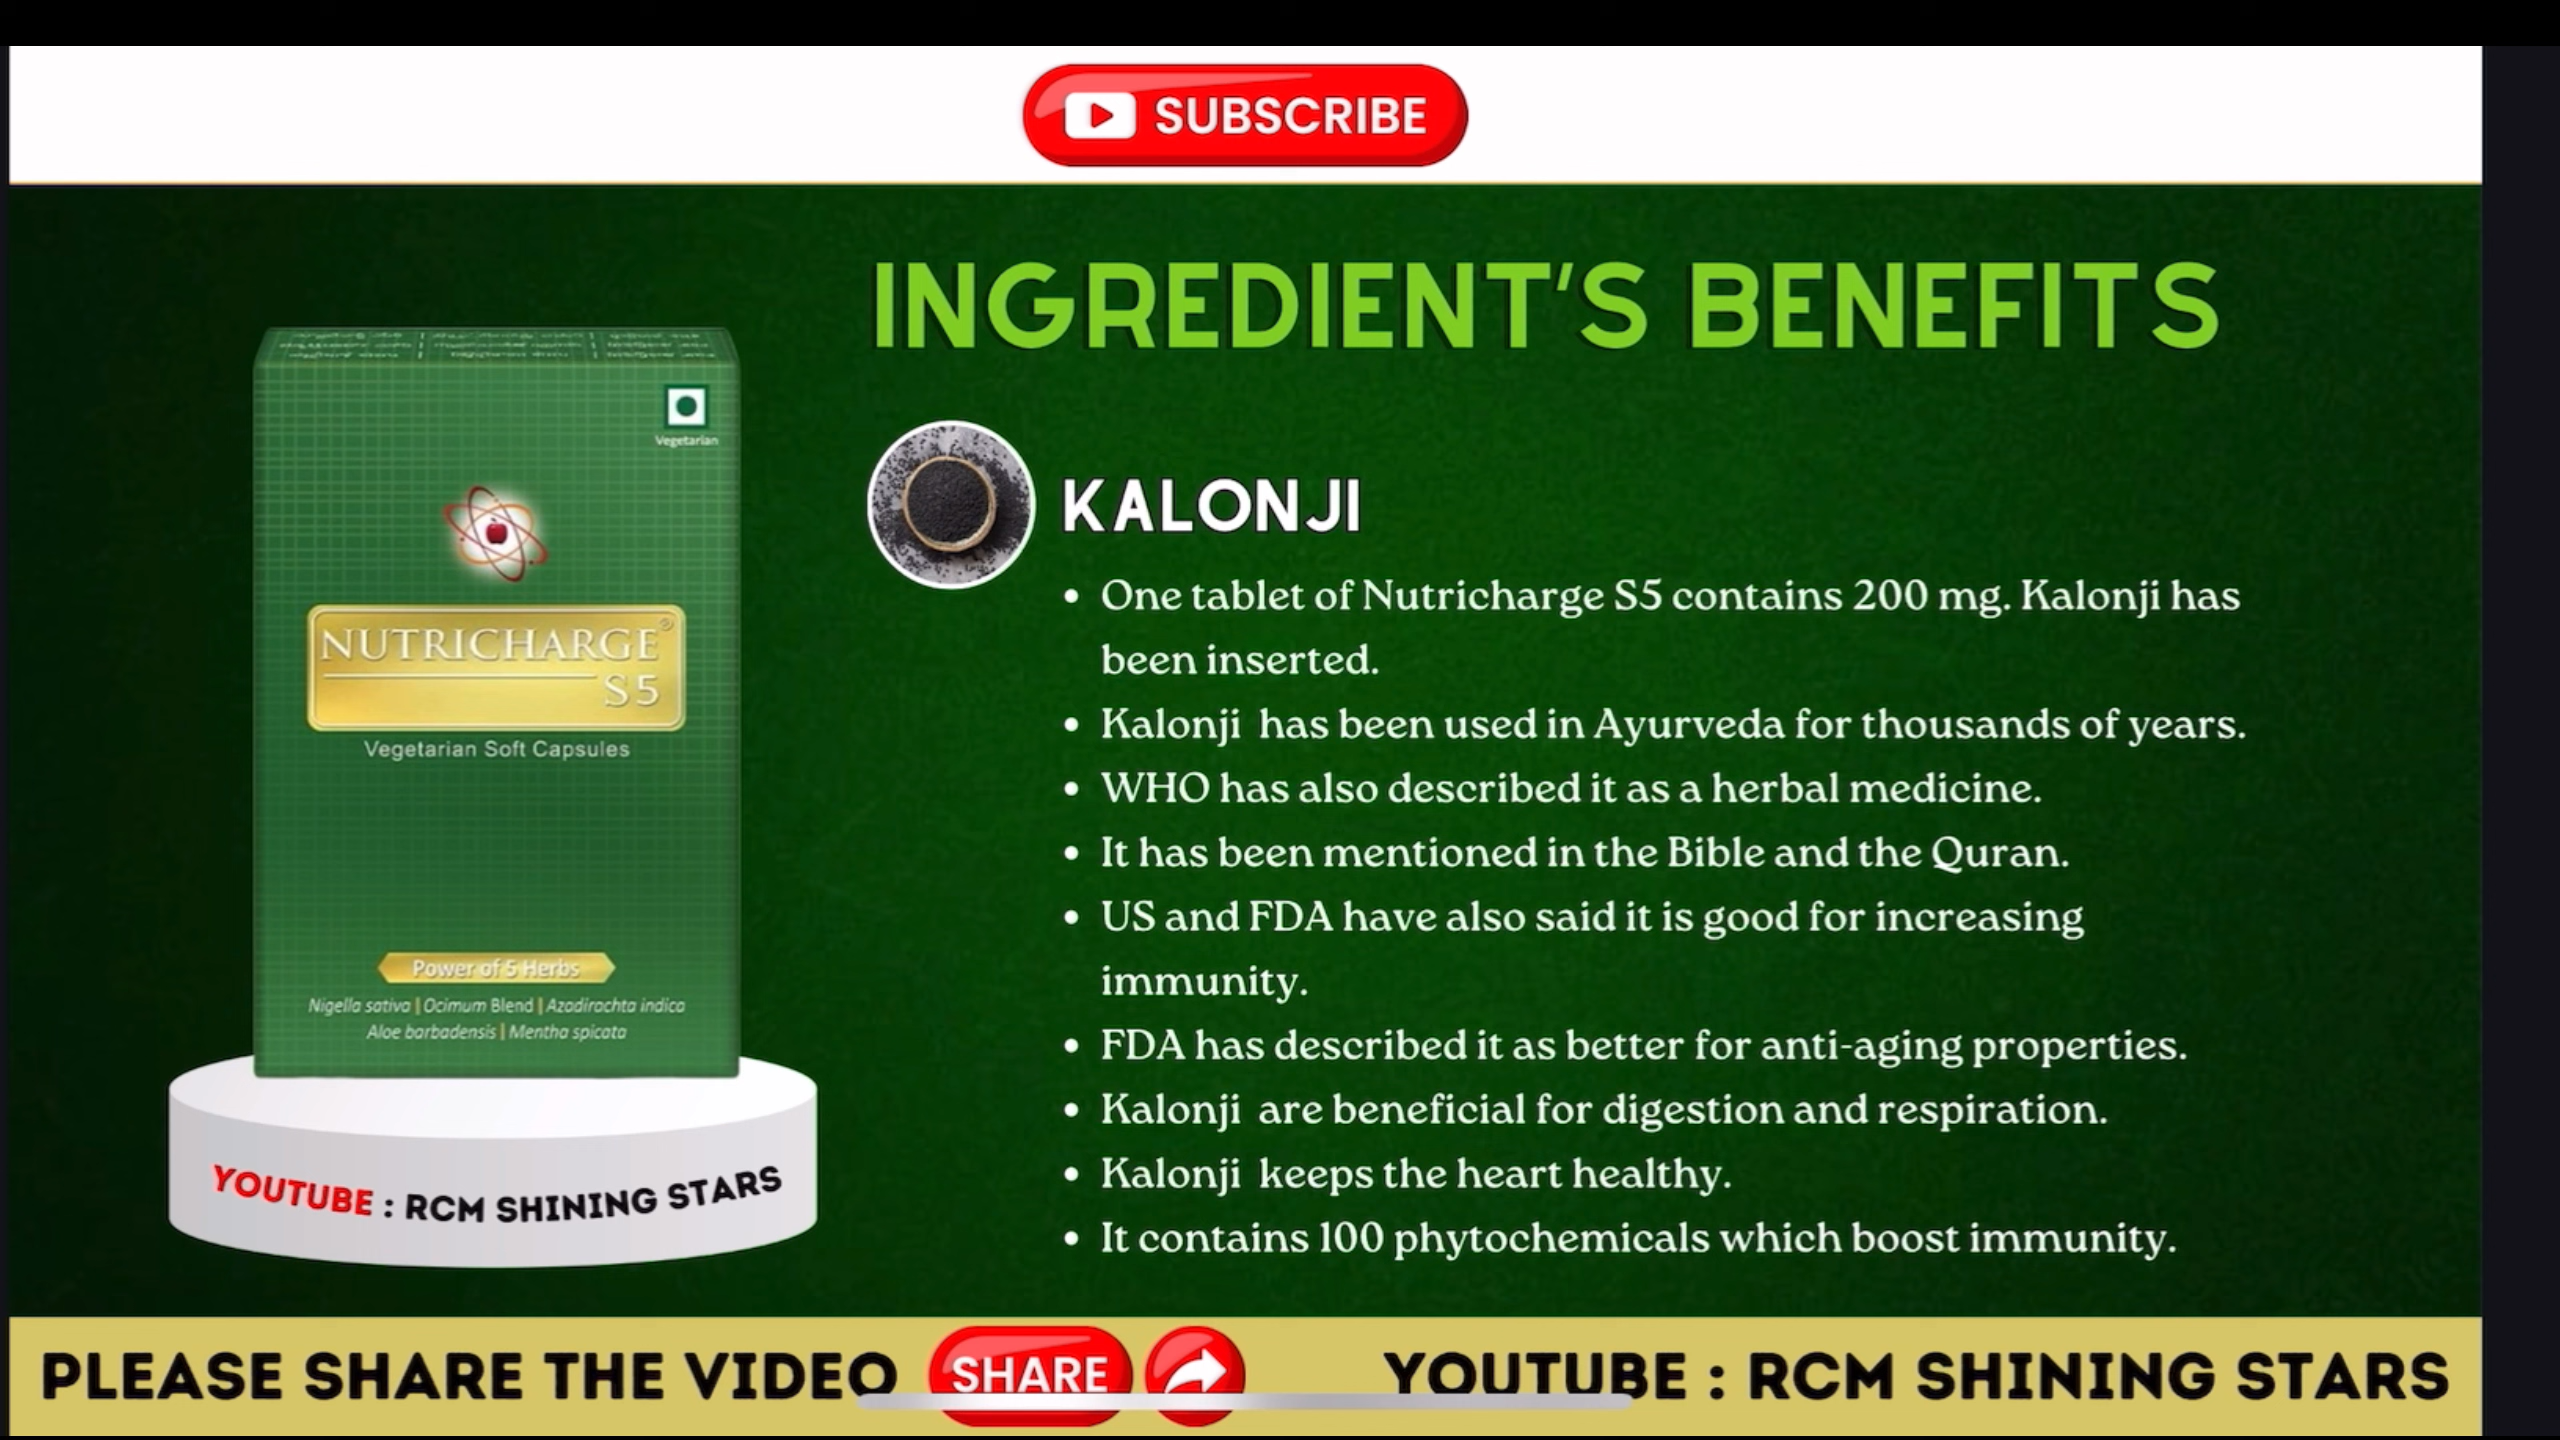 SUBSCRIBE
INGREDIENT'S BENEFITS
Vegetarian
NUTRICHARGE®
S5
Vegetarian Soft Capsules
Power of 5 Herbs
Nigella sativa | Ocimum Blend | Azadirachta indica
Aloe barbadensis | Mentha spicata
YOUTUBE : RCM SHINING STARS
KALONJI
• One tablet of Nutricharge S5 contains 200 mg. Kalonji has
been inserted.
• Kalonji has been used in Ayurveda for thousands of years.
• WHO has also described it as a herbal medicine.
• It has been mentioned in the Bible and the Quran.
• US and FDA have also said it is good for increasing
immunity.
• FDA has described it as better for anti-aging properties.
• Kalonji are beneficial for digestion and respiration.
• Kalonji keeps the heart healthy.
• It contains 100 phytochemicals which boost immunity.
PLEASE SHARE THE VIDEO SHARE YOUTUBE : RCM SHINING STARS